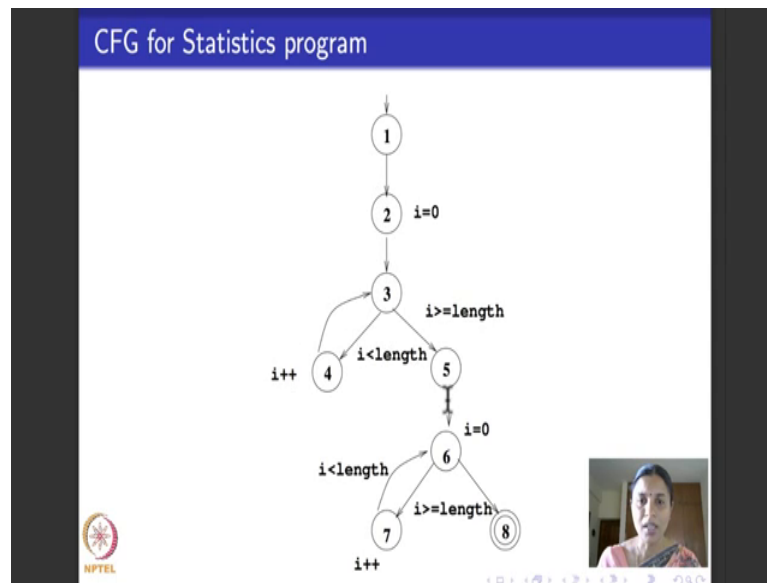 CFG for Statistics program
1
2 i=0
3
i>=length
i<length
i++ 4 5
i=0
6
i<length
i>=length
7 8
i++
NPTEL